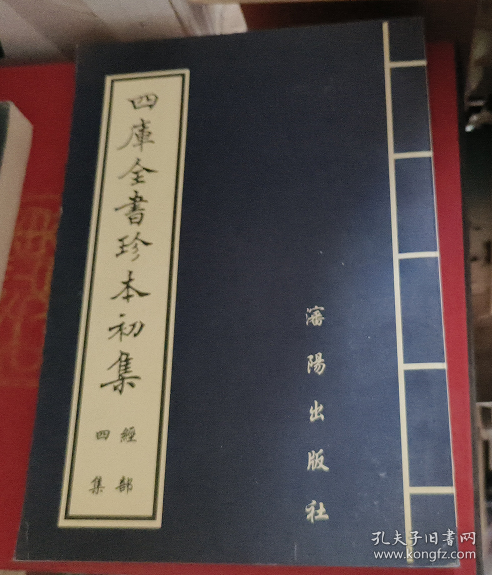 四庫全書珍本初集
經部
四集
瀋陽出版社
孔夫子旧书网
www.kongfz.com